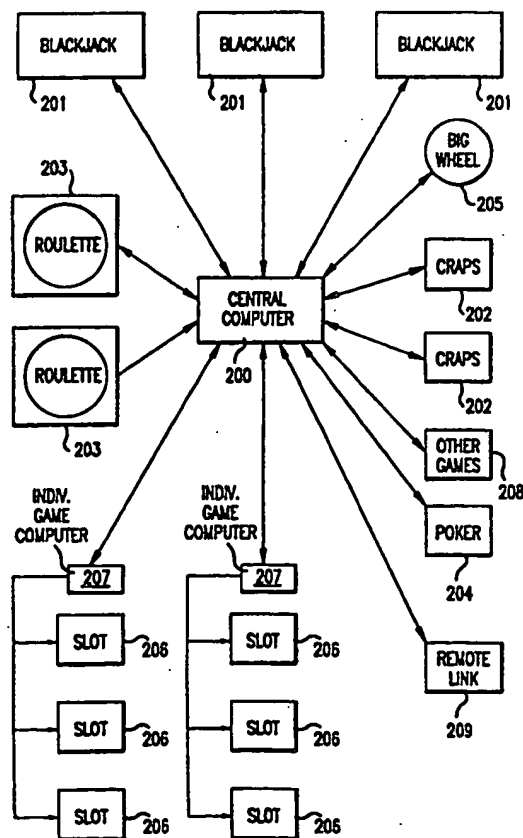 BLACKJACK
BLACKJACK
BLACKJACK
201
201
201
203
BIG
WHEEL
205
ROULETTE
CRAPS
202
CENTRAL
COMPUTER
200
ROULETTE
203
CRAPS
202
OTHER
GAMES
208
INDIV.
GAME
COMPUTER
INDIV.
GAME
COMPUTER
POKER
204
207
207
SLOT
206
SLOT
206
REMOTE
LINK
209
SLOT
206
SLOT
206
SLOT
206
SLOT
206